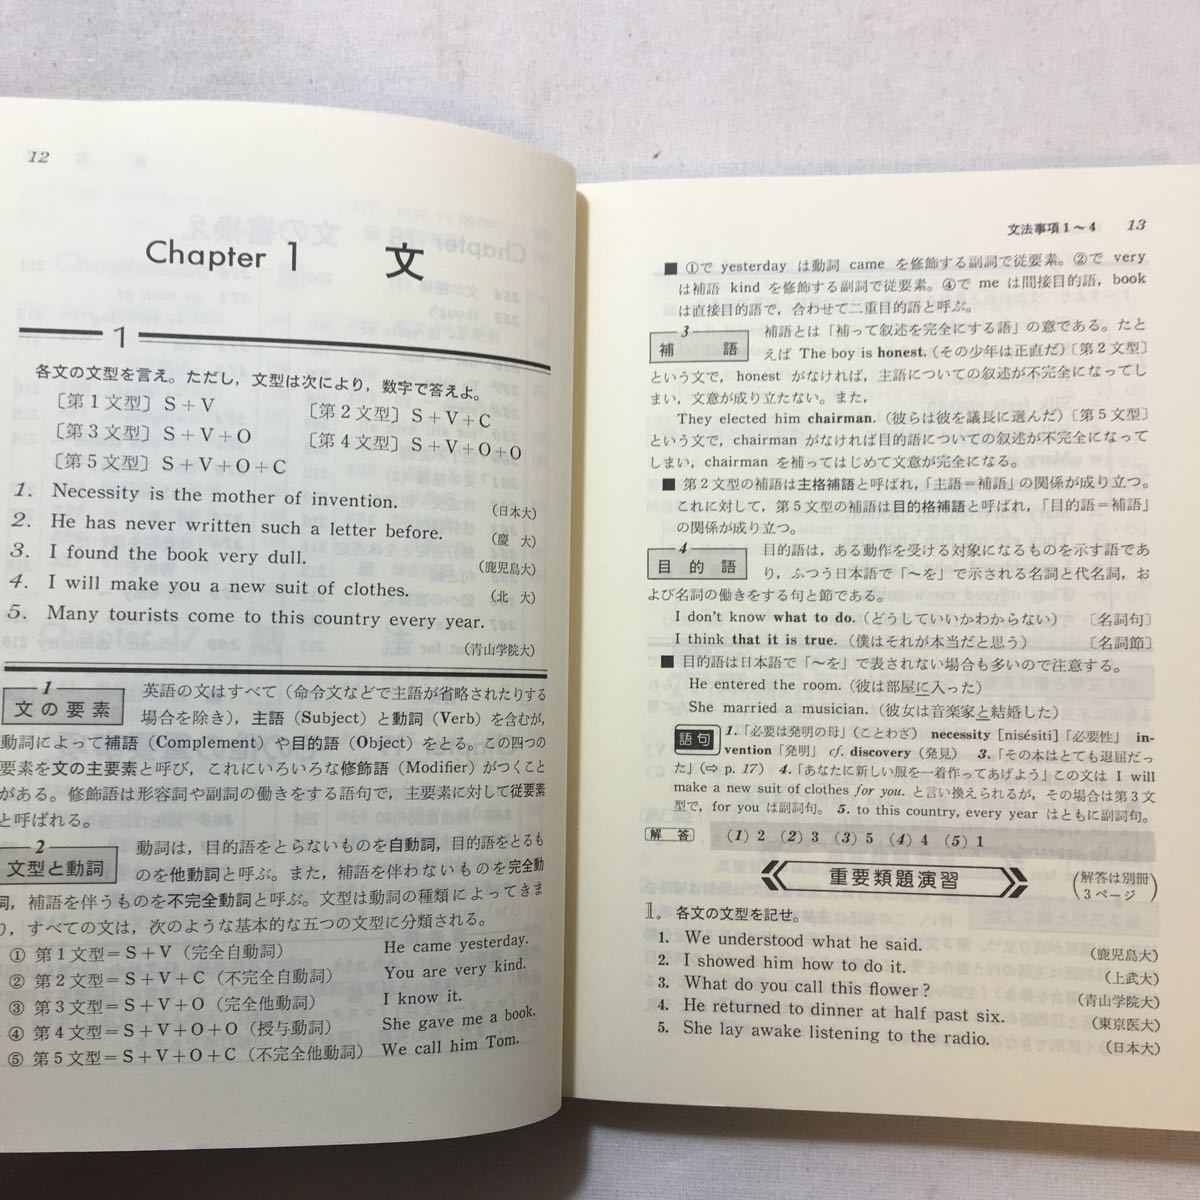 12
Chapter 1 文
1
各文の文型を言え。ただし，文型は次により，数字で答えよ。
〔第1文型〕S＋V 〔第2文型〕S＋V＋C
〔第3文型〕S＋V＋O 〔第4文型〕S＋V＋O＋O
〔第5文型〕S＋V＋O＋C
1. Necessity is the mother of invention. (日本大)
2. He has never written such a letter before. (慶 大)
3. I found the book very dull. (鹿児島大)
4. I will make you a new suit of clothes. (北 大)
5. Many tourists come to this country every year.
(青山学院大)
1
文の要素
英語の文はすべて（命令文などで主語が省略されたりする
場合を除き），主語（Subject）と動詞（Verb）を含むが，
動詞によって補語（Complement）や目的語（Object）をとる。この四つの
要素を文の主要素と呼び，これにいろいろな修飾語（Modifier）がつくこと
がある。修飾語は形容詞や副詞の働きをする語句で，主要素に対して従要素
と呼ばれる。
2
文型と動詞
動詞は，目的語をとらないものを自動詞，目的語をとるも
のを他動詞と呼ぶ。また，補語を伴わないものを完全動
詞，補語を伴うものを不完全動詞と呼ぶ。文型は動詞の種類によってきま
り，すべての文は，次のような基本的な五つの文型に分類される。
① 第1文型＝S＋V（完全自動詞） He came yesterday.
② 第2文型＝S＋V＋C（不完全自動詞） You are very kind.
③ 第3文型＝S＋V＋O（完全他動詞） I know it.
④ 第4文型＝S＋V＋O＋O（授与動詞） She gave me a book.
⑤ 第5文型＝S＋V＋O＋C（不完全他動詞） We call him Tom.
文法事項1～4 13
■ ①で yesterday は動詞 came を修飾する副詞で従要素。②で very
は補語 kind を修飾する副詞で従要素。④で me は間接目的語，book
は直接目的語で，合わせて二重目的語と呼ぶ。
3
補 語
補語とは「補って叙述を完全にする語」の意である。たと
えば The boy is honest.（その少年は正直だ）〔第2文型〕
という文で，honest がなければ，主語についての叙述が不完全になってし
まい，文意が成り立たない。また，
They elected him chairman.（彼らは彼を議長に選んだ）〔第5文型〕
という文で，chairman がなければ目的語についての叙述が不完全になって
しまい，chairman を補ってはじめて文意が完全になる。
■ 第2文型の補語は主格補語と呼ばれ，「主語＝補語」の関係が成り立つ。
これに対して，第5文型の補語は目的格補語と呼ばれ，「目的語＝補語」
の関係が成り立つ。
4
目 的 語
目的語は，ある動作を受ける対象になるものを示す語であ
り，ふつう日本語で「～を」で示される名詞と代名詞，お
よび名詞の働きをする句と節である。
I don't know what to do.（どうしていいかわからない） 〔名詞句〕
I think that it is true.（僕はそれが本当だと思う） 〔名詞節〕
■ 目的語は日本語で「～を」で表されない場合も多いので注意する。
He entered the room.（彼は部屋に入った）
She married a musician.（彼女は音楽家と結婚した）
語句 1.「必要は発明の母」（ことわざ） necessity [nisésiti]「必要性」 in-
vention「発明」 cf. discovery（発見） 3.「その本はとても退屈だっ
た」（⇨ p. 17） 4.「あなたに新しい服を一着作ってあげよう」この文は I will
make a new suit of clothes for you. と言い換えられるが，その場合は第3文
型で，for you は副詞句。 5. to this country, every year はともに副詞句。
解 答 (1) 2 (2) 3 (3) 5 (4) 4 (5) 1
重要類題演習 （解答は別冊3ページ）
1. 各文の文型を記せ。
1. We understood what he said. (鹿児島大)
2. I showed him how to do it. (上武大)
3. What do you call this flower? (青山学院大)
4. He returned to dinner at half past six. (東京医大)
5. She lay awake listening to the radio. (日本大)